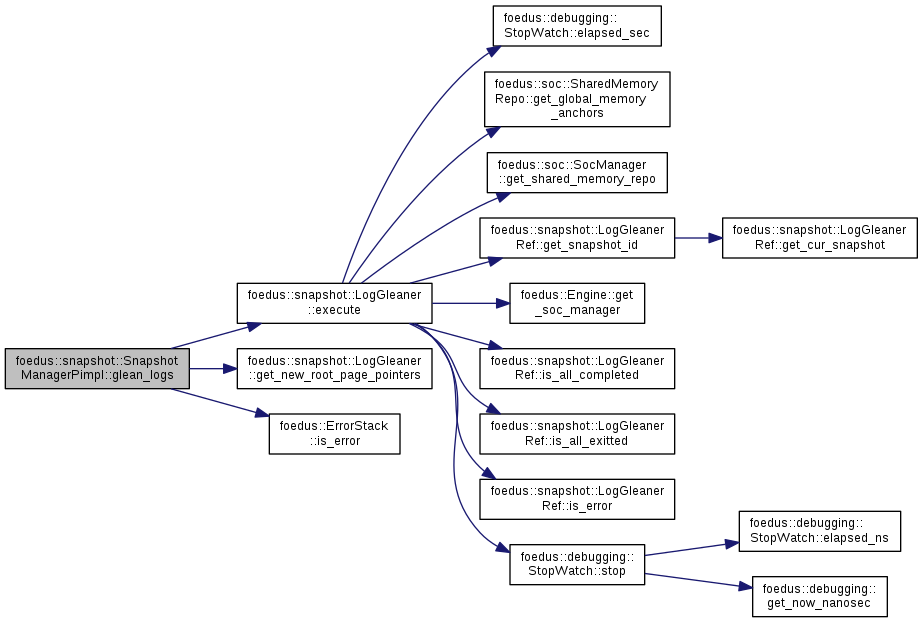 foedus::debugging::
StopWatch::elapsed_sec
foedus::soc::SharedMemory
Repo::get_global_memory
_anchors
foedus::soc::SocManager
::get_shared_memory_repo
foedus::snapshot::LogGleaner
Ref::get_snapshot_id
foedus::snapshot::LogGleaner
Ref::get_cur_snapshot
foedus::snapshot::LogGleaner
::execute
foedus::Engine::get
_soc_manager
foedus::snapshot::Snapshot
ManagerPimpl::glean_logs
foedus::snapshot::LogGleaner
::get_new_root_page_pointers
foedus::snapshot::LogGleaner
Ref::is_all_completed
foedus::ErrorStack
::is_error
foedus::snapshot::LogGleaner
Ref::is_all_exitted
foedus::snapshot::LogGleaner
Ref::is_error
foedus::debugging::
StopWatch::stop
foedus::debugging::
StopWatch::elapsed_ns
foedus::debugging::
get_now_nanosec